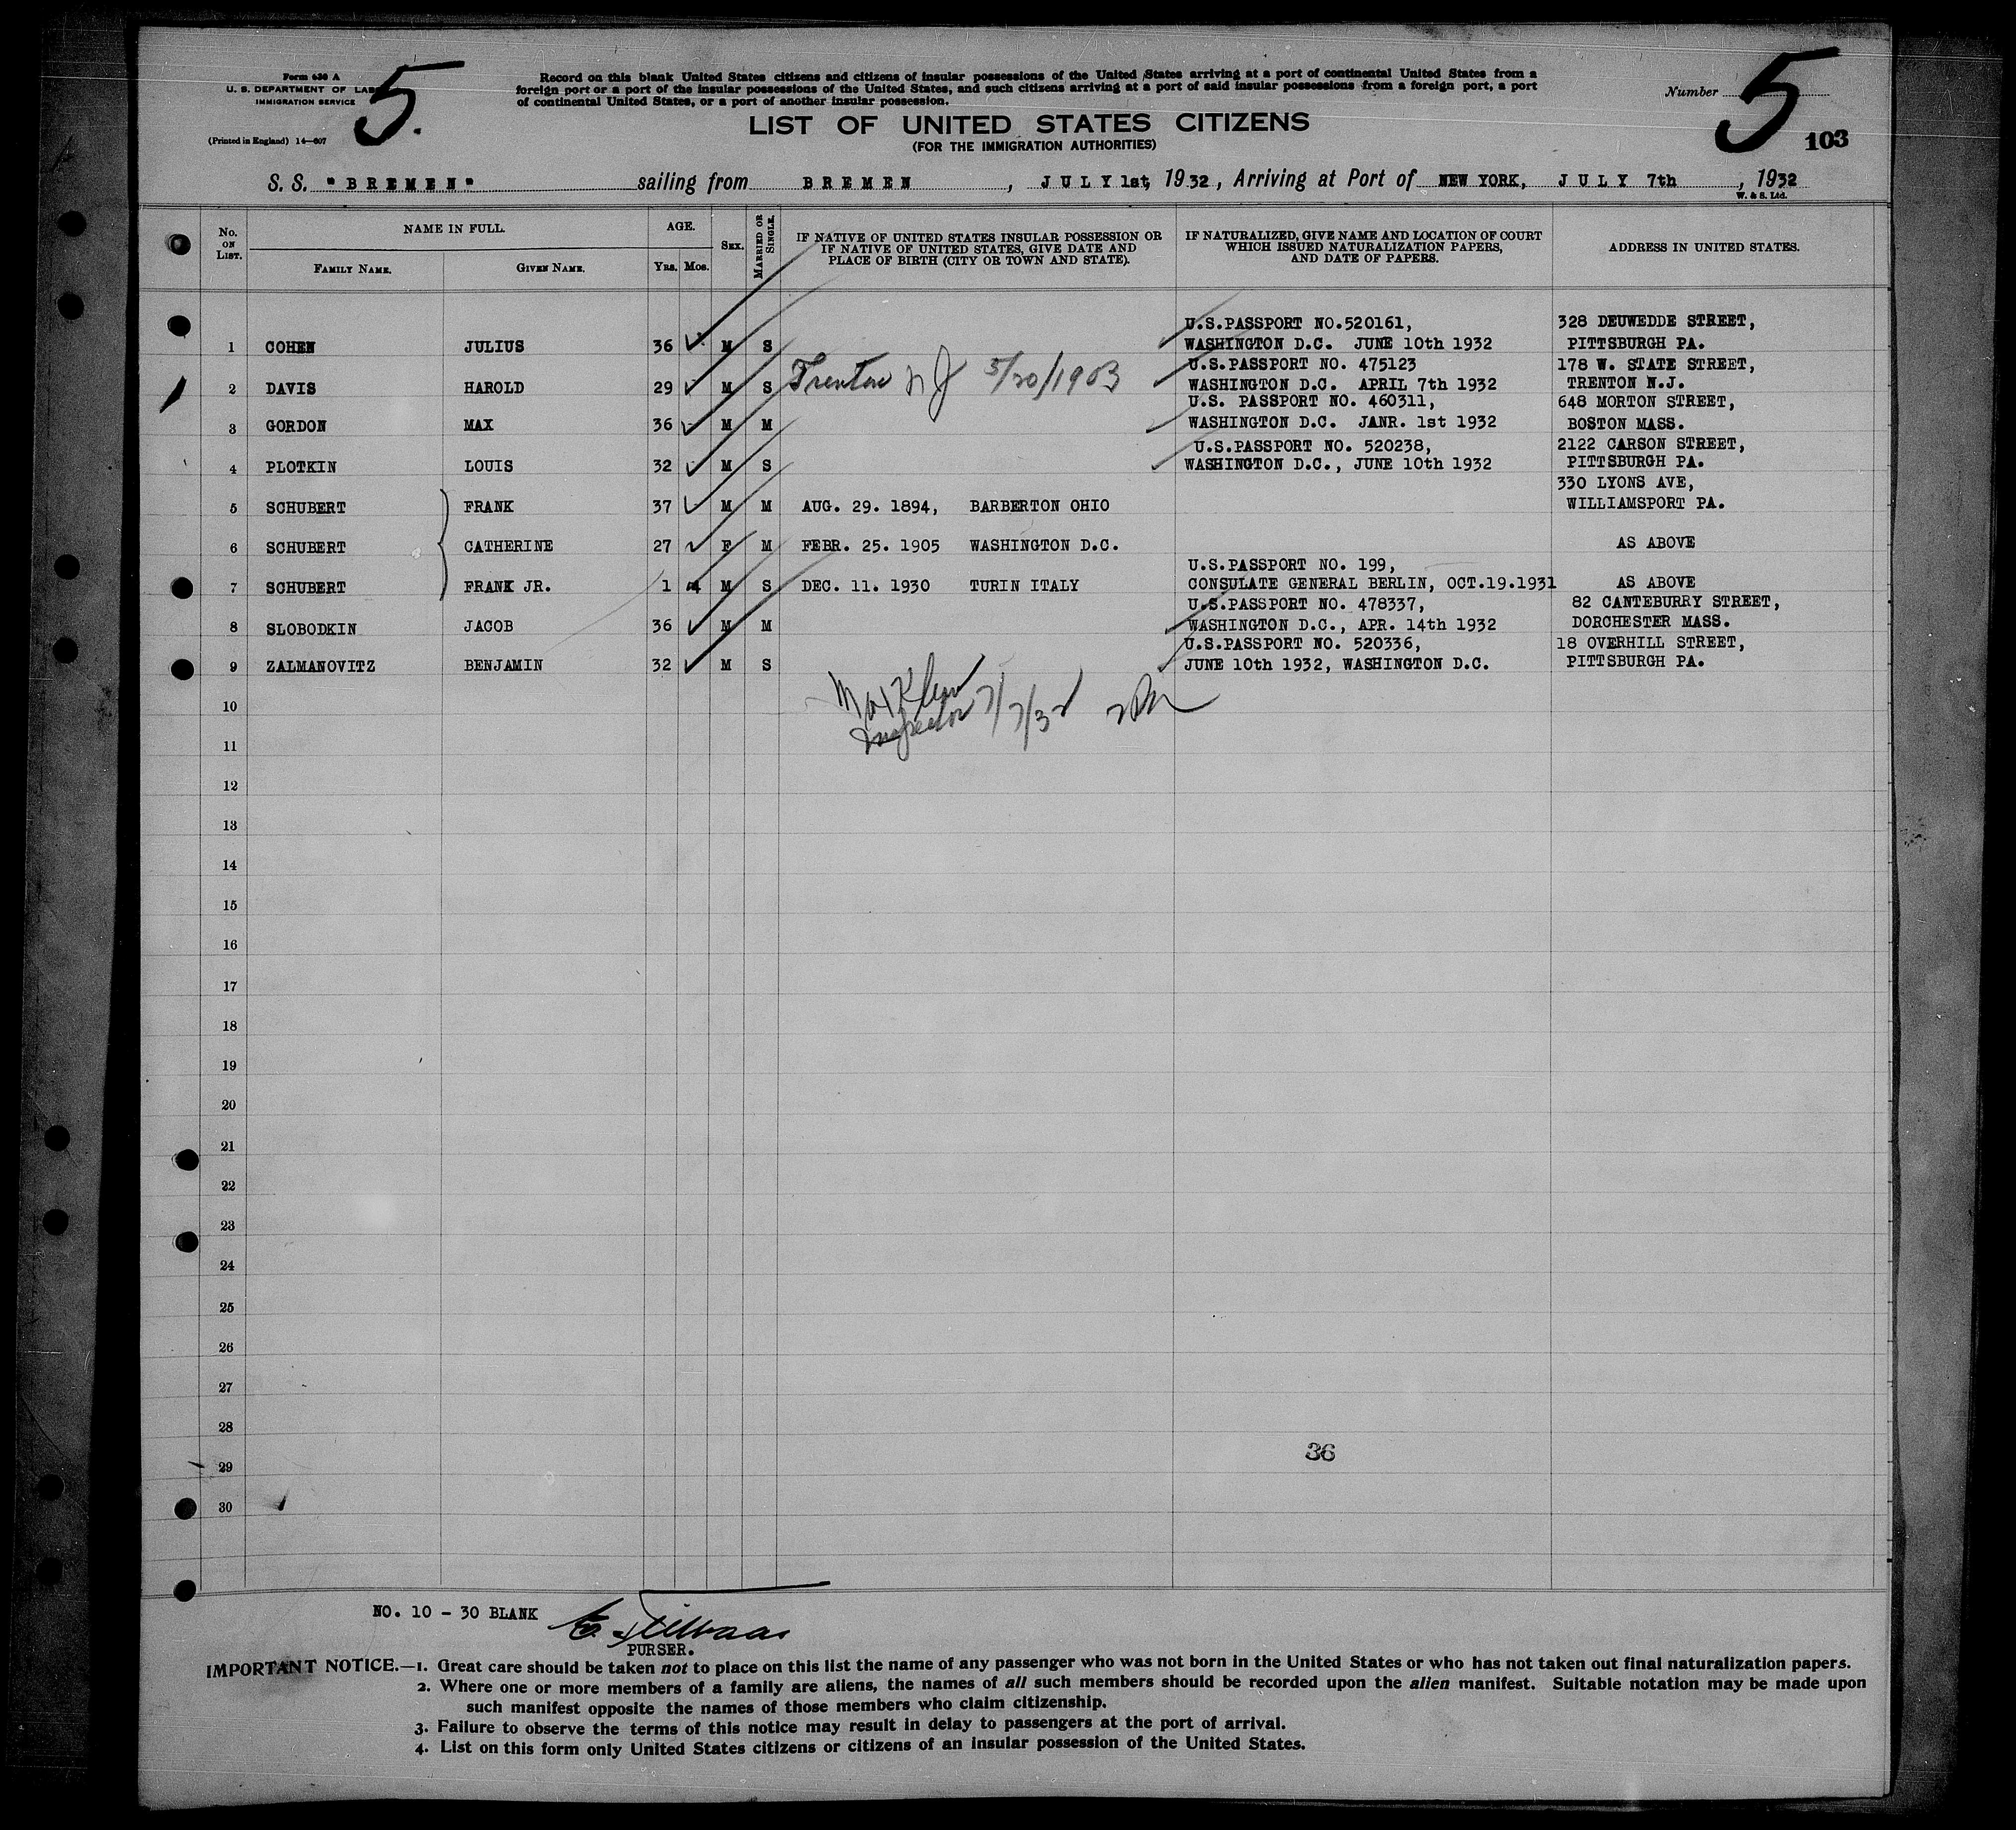 Form 630 A
U. S. DEPARTMENT OF LAB
IMMIGRATION SERVICE
(Printed in England) 14—607
5.
Record on this blank United States citizens and citizens of insular possessions of the United States arriving at a port of continental United States from a
foreign port or a port of the insular possessions of the United States, and such citizens arriving at a port of said insular possessions from a foreign port, a port
of continental United States, or a port of another insular possession.
Number 5
103
LIST OF UNITED STATES CITIZENS
(FOR THE IMMIGRATION AUTHORITIES)
S. S. "BREMEN" sailing from BREMEN, JULY 1st, 1932, Arriving at Port of NEW YORK, JULY 7th, 1932
W. & S. Ltd.
No. ON LIST. NAME IN FULL. AGE. SEX. MARRIED OR SINGLE. IF NATIVE OF UNITED STATES INSULAR POSSESSION OR IF NATIVE OF UNITED STATES, GIVE DATE AND PLACE OF BIRTH (CITY OR TOWN AND STATE). IF NATURALIZED, GIVE NAME AND LOCATION OF COURT WHICH ISSUED NATURALIZATION PAPERS, AND DATE OF PAPERS. ADDRESS IN UNITED STATES.
FAMILY NAME. GIVEN NAME. YRS. MOS.
U.S.PASSPORT NO.520161, 328 DEUWEDDE STREET,
1 COHEN JULIUS 36 M S WASHINGTON D.C. JUNE 10th 1932 PITTSBURGH PA.
U.S.PASSPORT NO. 475123 178 W. STATE STREET,
2 DAVIS HAROLD 29 M S Trenton NJ 5/20/1903 WASHINGTON D.C. APRIL 7th 1932 TRENTON N.J.
U.S. PASSPORT NO. 460311, 648 MORTON STREET,
3 GORDON MAX 36 M M WASHINGTON D.C. JANR. 1st 1932 BOSTON MASS.
U.S.PASSPORT NO. 520238, 2122 CARSON STREET,
4 PLOTKIN LOUIS 32 M S WASHINGTON D.C., JUNE 10th 1932 PITTSBURGH PA.
330 LYONS AVE,
5 SCHUBERT FRANK 37 M M AUG. 29. 1894, BARBERTON OHIO WILLIAMSPORT PA.
6 SCHUBERT CATHERINE 27 F M FEBR. 25. 1905 WASHINGTON D.C. AS ABOVE
U.S.PASSPORT NO. 199,
7 SCHUBERT FRANK JR. 1 4 M S DEC. 11. 1930 TURIN ITALY CONSULATE GENERAL BERLIN, OCT.19.1931 AS ABOVE
U.S.PASSPORT NO. 478337, 82 CANTEBURRY STREET,
8 SLOBODKIN JACOB 36 M M WASHINGTON D.C., APR. 14th 1932 DORCHESTER MASS.
U.S.PASSPORT NO. 520336, 18 OVERHILL STREET,
9 ZALMANOVITZ BENJAMIN 32 M S JUNE 10th 1932, WASHINGTON D.C. PITTSBURGH PA.
Max Klein
Inspector 7/7/32
10
11
12
13
14
15
16
17
18
19
20
21
22
23
24
25
26
27
28
36
29
30
NO. 10 - 30 BLANK
PURSER.
IMPORTANT NOTICE.—1. Great care should be taken not to place on this list the name of any passenger who was not born in the United States or who has not taken out final naturalization papers.
2. Where one or more members of a family are aliens, the names of all such members should be recorded upon the alien manifest. Suitable notation may be made upon
such manifest opposite the names of those members who claim citizenship.
3. Failure to observe the terms of this notice may result in delay to passengers at the port of arrival.
4. List on this form only United States citizens or citizens of an insular possession of the United States.